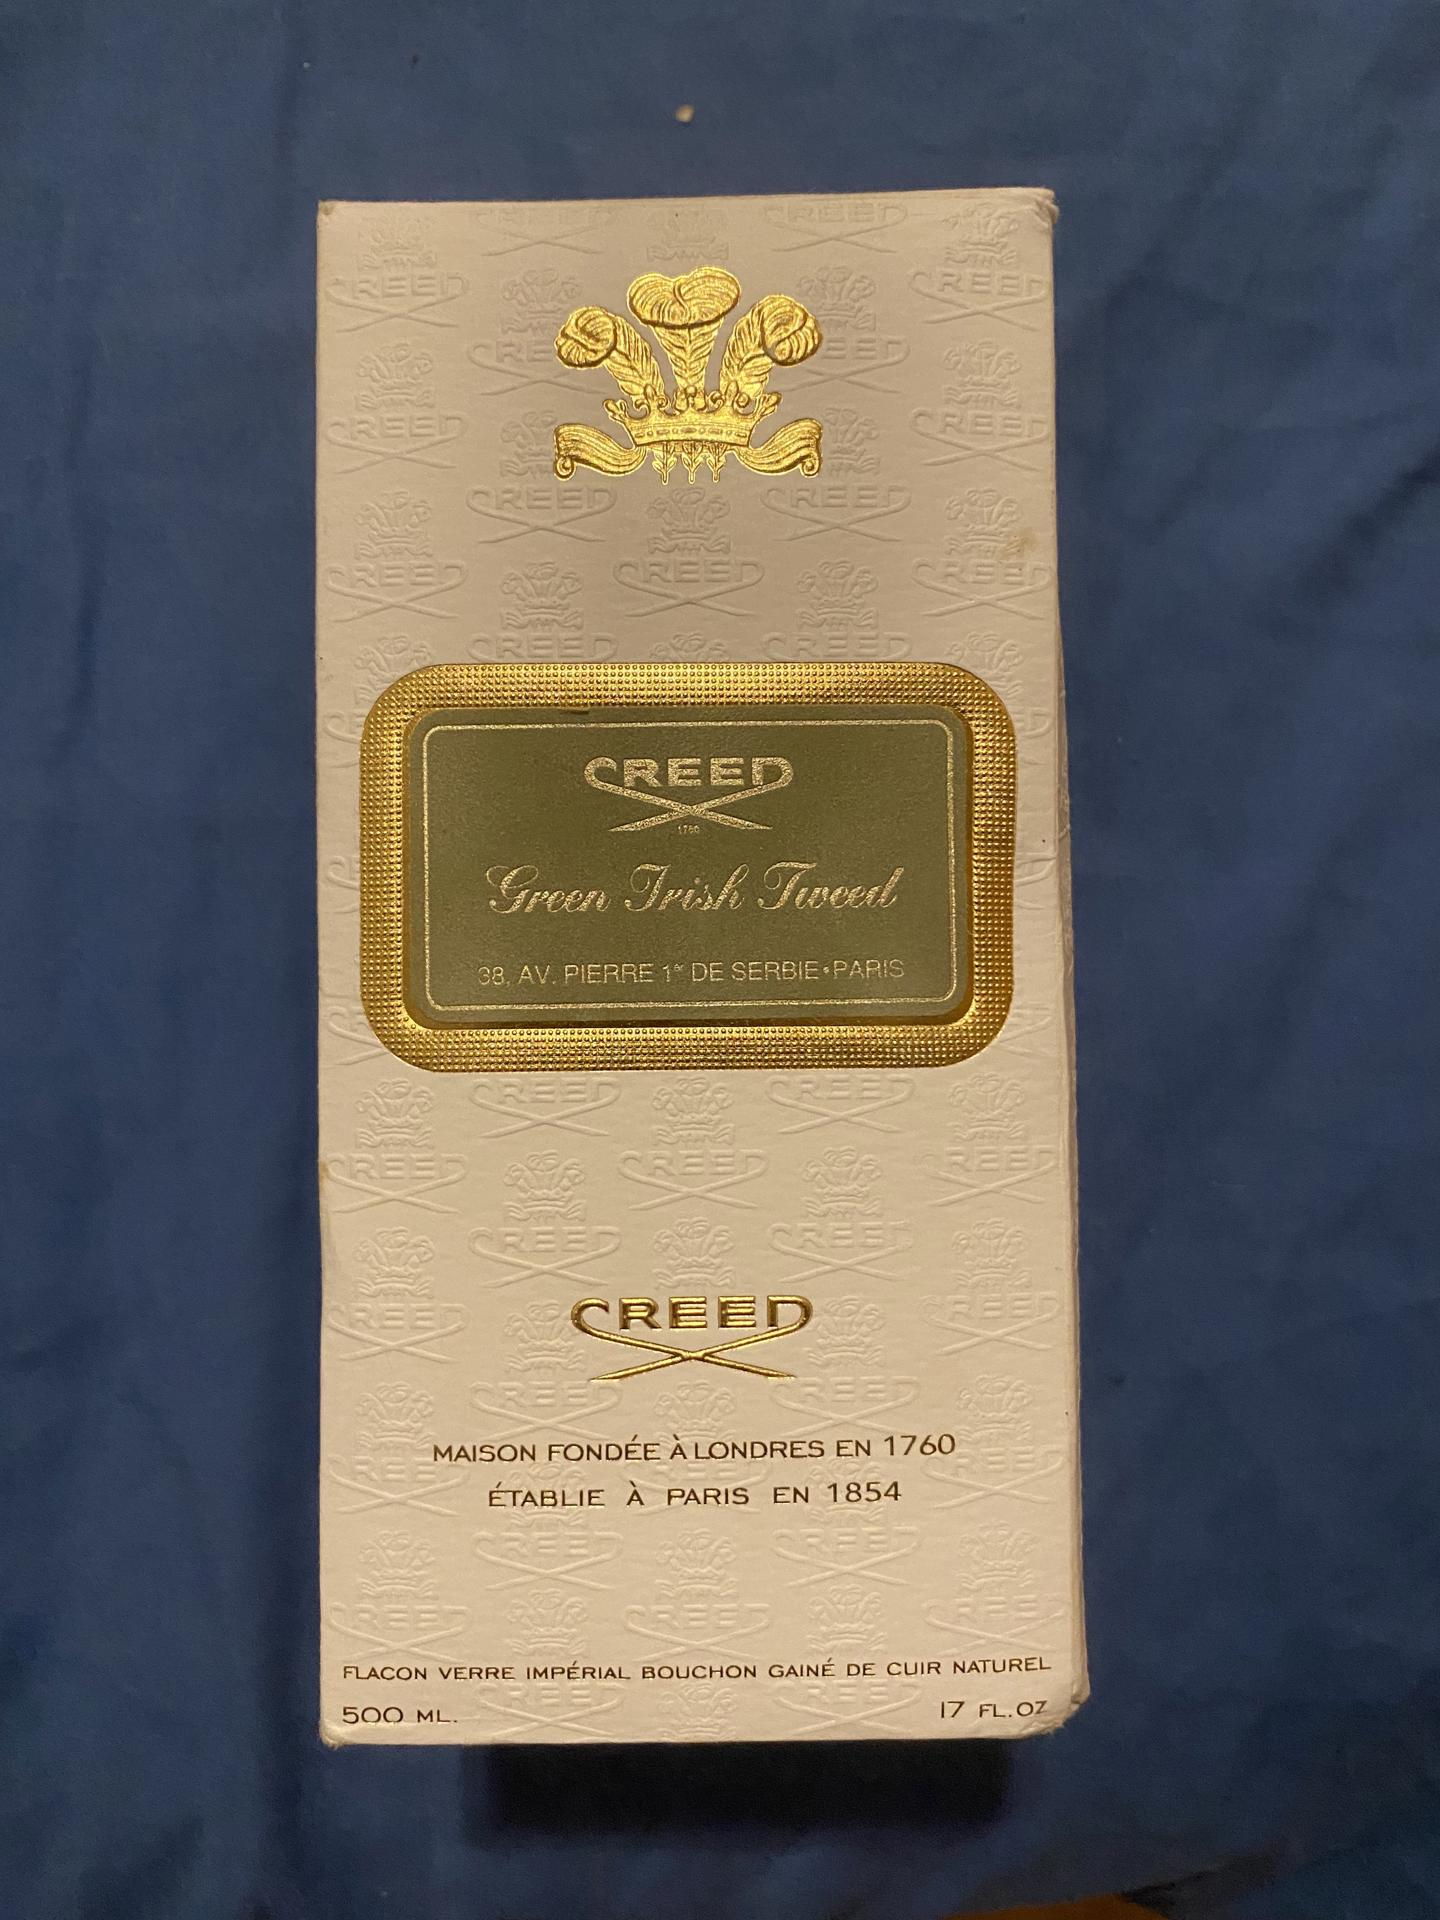 CREED
1760
Green Irish Tweed
38, AV. PIERRE 1er DE SERBIE•PARIS
CREED
MAISON FONDÉE À LONDRES EN 1760
ÉTABLIE À PARIS EN 1854
FLACON VERRE IMPÉRIAL BOUCHON GAINÉ DE CUIR NATUREL
500 ML. 17 FL.OZ